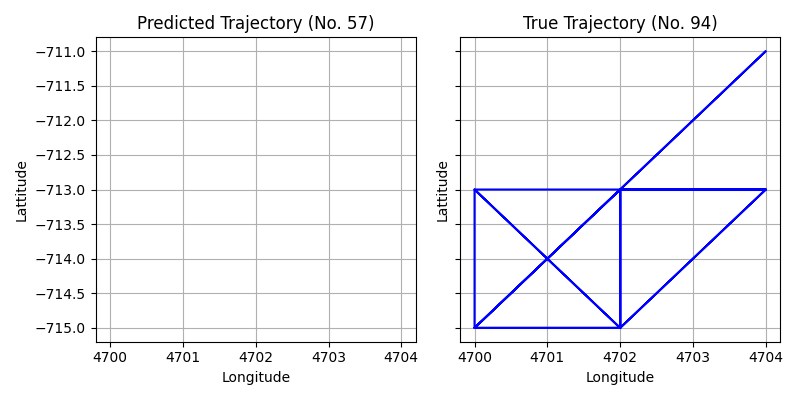 Predicted Trajectory (No. 57)
Lattitude
−711.0
−711.5
−712.0
−712.5
−713.0
−713.5
−714.0
−714.5
−715.0
4700 4701 4702 4703 4704
Longitude
True Trajectory (No. 94)
Lattitude
4700 4701 4702 4703 4704
Longitude